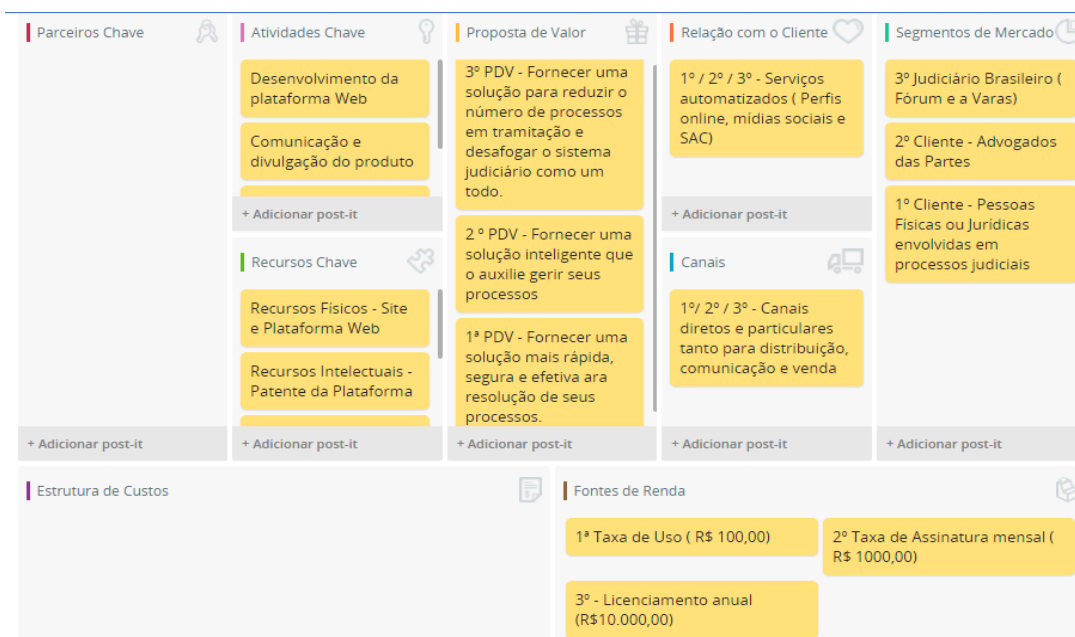 Parceiros Chave
+ Adicionar post-it
Atividades Chave
Desenvolvimento da
plataforma Web
Comunicação e
divulgação do produto
+ Adicionar post-it
Recursos Chave
Recursos Físicos - Site
e Plataforma Web
Recursos Intelectuais -
Patente da Plataforma
+ Adicionar post-it
Proposta de Valor
3º PDV - Fornecer uma
solução para reduzir o
número de processos
em tramitação e
desafogar o sistema
judiciário como um
todo.
2 º PDV - Fornecer uma
solução inteligente que
o auxilie gerir seus
processos
1ª PDV - Fornecer uma
solução mais rápida,
segura e efetiva ara
resolução de seus
processos.
+ Adicionar post-it
Relação com o Cliente
1º / 2º / 3º - Serviços
automatizados ( Perfis
online, mídias sociais e
SAC)
+ Adicionar post-it
Canais
1º/ 2º / 3º - Canais
diretos e particulares
tanto para distribuição,
comunicação e venda
+ Adicionar post-it
Segmentos de Mercado
3º Judiciário Brasileiro (
Fórum e a Varas)
2º Cliente - Advogados
das Partes
1º Cliente - Pessoas
Físicas ou Jurídicas
envolvidas em
processos judiciais
+ Adicionar post-it
Estrutura de Custos
Fontes de Renda
1ª Taxa de Uso ( R$ 100,00)
2º Taxa de Assinatura mensal (
R$ 1000,00)
3º - Licenciamento anual
(R$10.000,00)